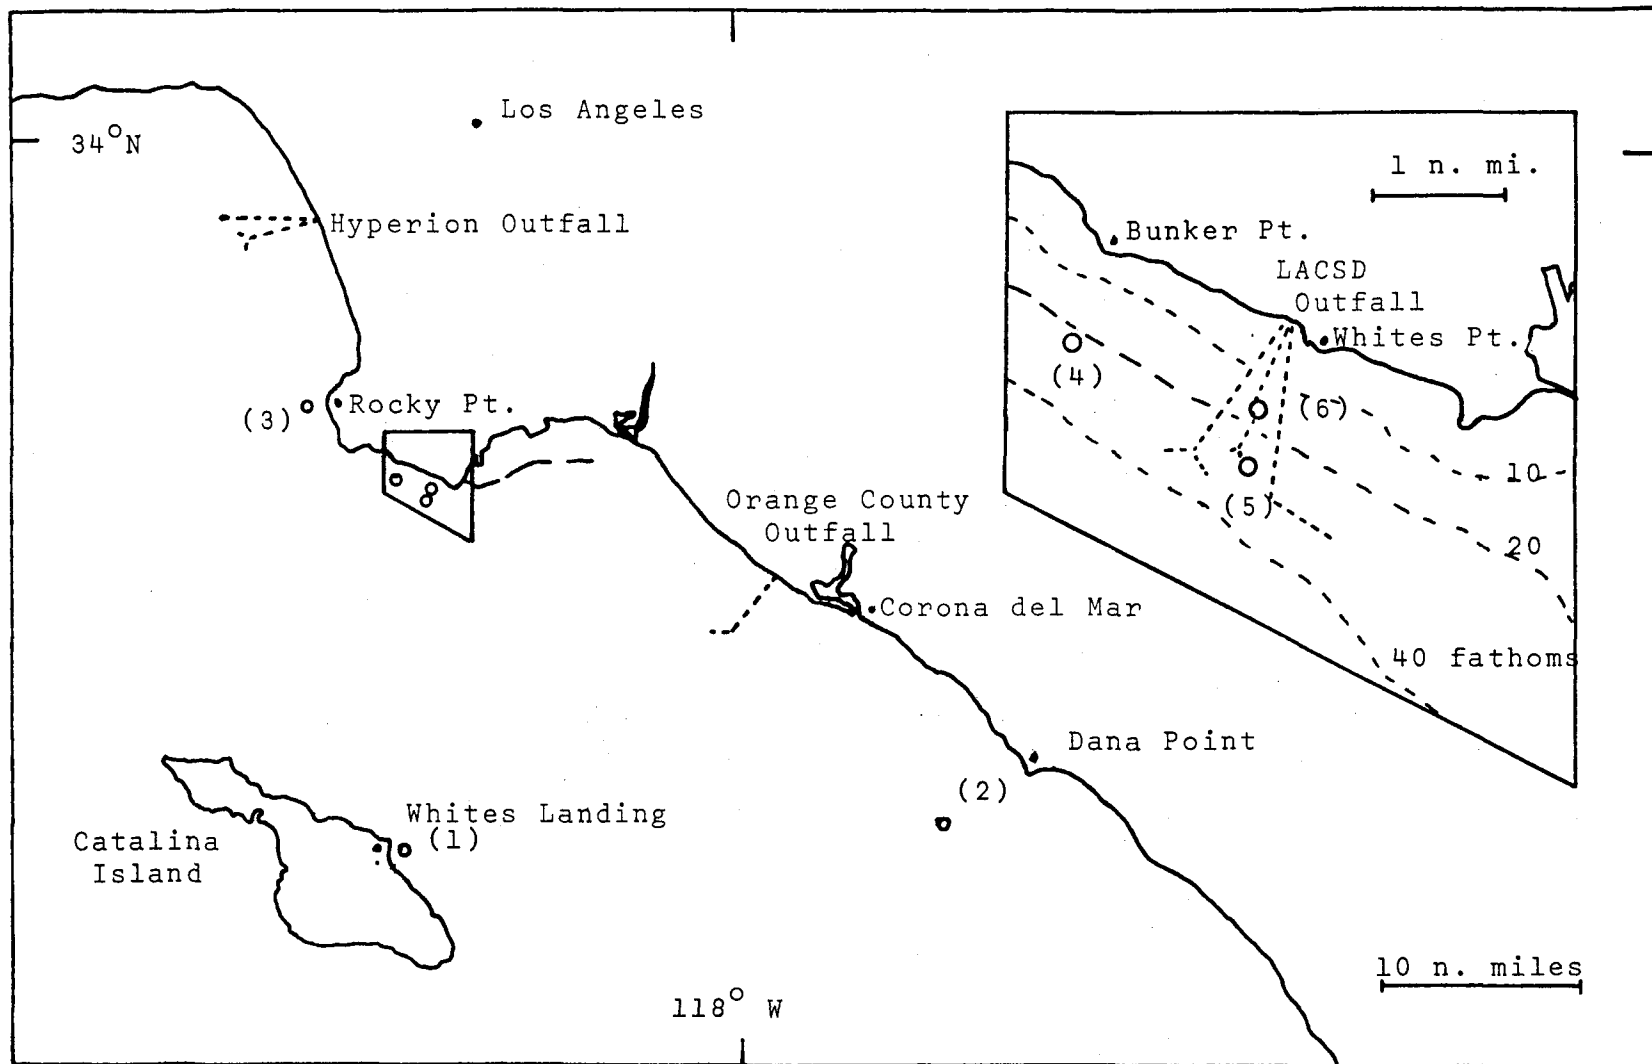 Los Angeles
34°N
Hyperion Outfall
(3)
Rocky Pt.
Orange County
Outfall
Corona del Mar
Dana Point
(2)
Whites Landing
(1)
Catalina
Island
118° W
10 n. miles
1 n. mi.
Bunker Pt.
LACSD
Outfall
Whites Pt.
(4)
(6)
(5)
10
20
40 fathoms